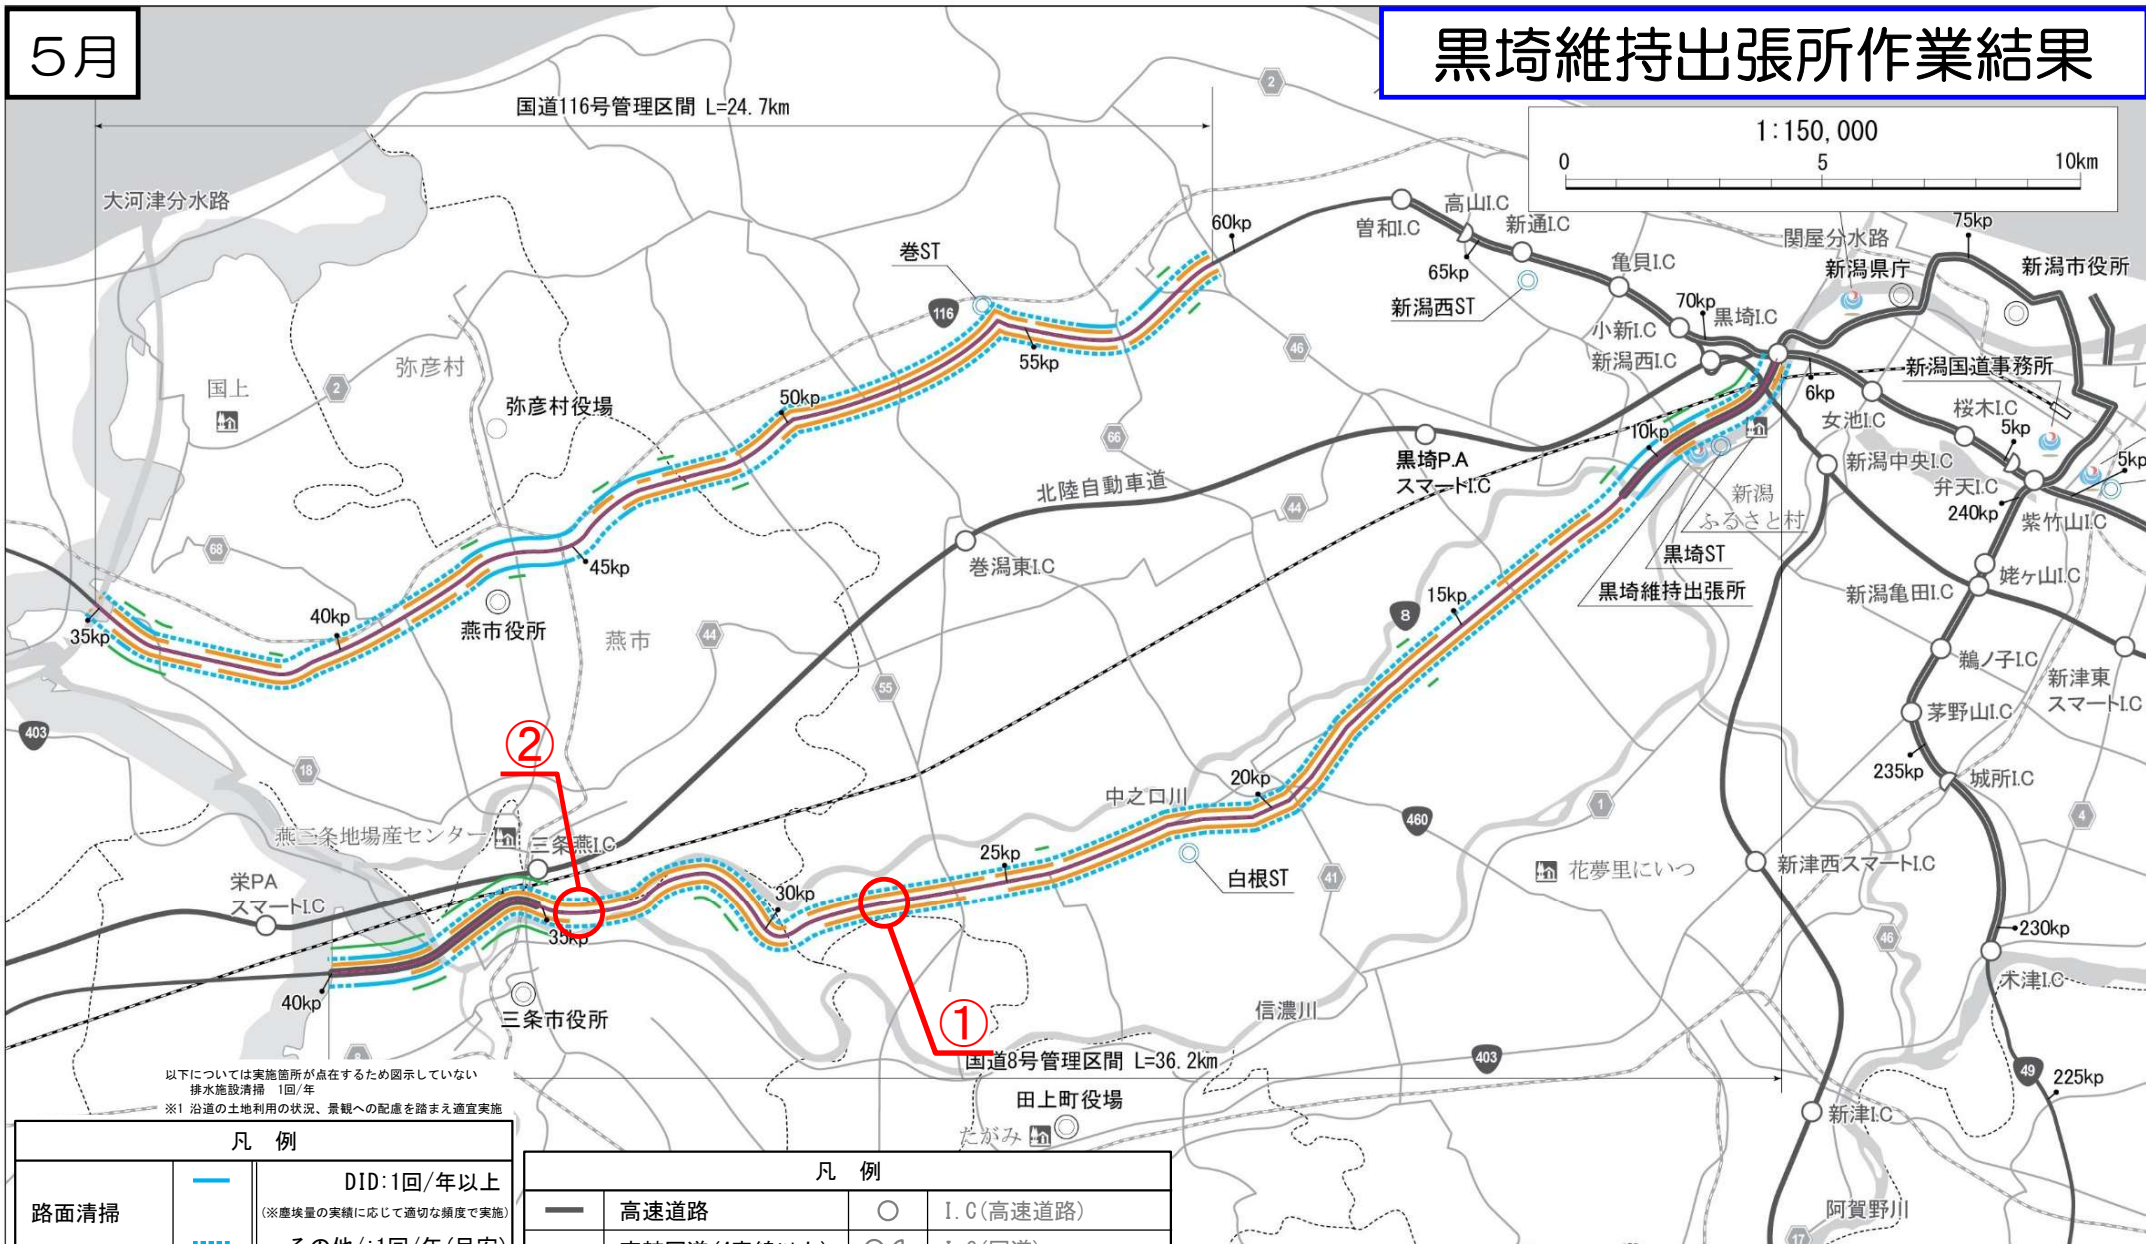 5月
黒埼維持出張所作業結果
国道116号管理区間 L=24.7km
1:150,000
0 5 10km
大河津分水路
2
巻ST
60kp
曽和I.C
高山I.C
新通I.C
65kp
新潟西ST
亀貝I.C
関屋分水路
75kp
新潟県庁
新潟市役所
70kp
黒埼I.C
小新I.C
新潟西I.C
新潟国道事務所
6kp
女池I.C
桜木I.C
5kp
5kp
116
55kp
46
弥彦村
国上
2
弥彦村役場
50kp
66
黒埼P.A
スマートI.C
10kp
新潟中央I.C
弁天I.C
240kp
紫竹山I.C
北陸自動車道
44
新潟
ふるさと村
黒埼ST
黒埼維持出張所
68
45kp
巻潟東I.C
姥ヶ山I.C
新潟亀田I.C
35kp
40kp
燕市役所
燕市
44
8
15kp
鵜ノ子I.C
新津東
スマートI.C
55
茅野山I.C
403
②
18
20kp
235kp
城所I.C
中之口川
460
1
4
燕三条地場産センター
三条燕I.C
25kp
白根ST
41
花夢里にいつ
新津西スマートI.C
栄PA
スマートI.C
30kp
35kp
46
230kp
40kp
三条市役所
①
信濃川
木津I.C
8
国道8号管理区間 L=36.2km
403
49
225kp
以下については実施箇所が点在するため図示していない
排水施設清掃 1回/年
※1 沿道の土地利用の状況、景観への配慮を踏まえ適宜実施
田上町役場
たがみ
新津I.C
凡 例
路面清掃
DID:1回/年以上
(※塵埃量の実績に応じて適切な頻度で実施)
凡 例
高速道路
I.C(高速道路)
阿賀野川
17